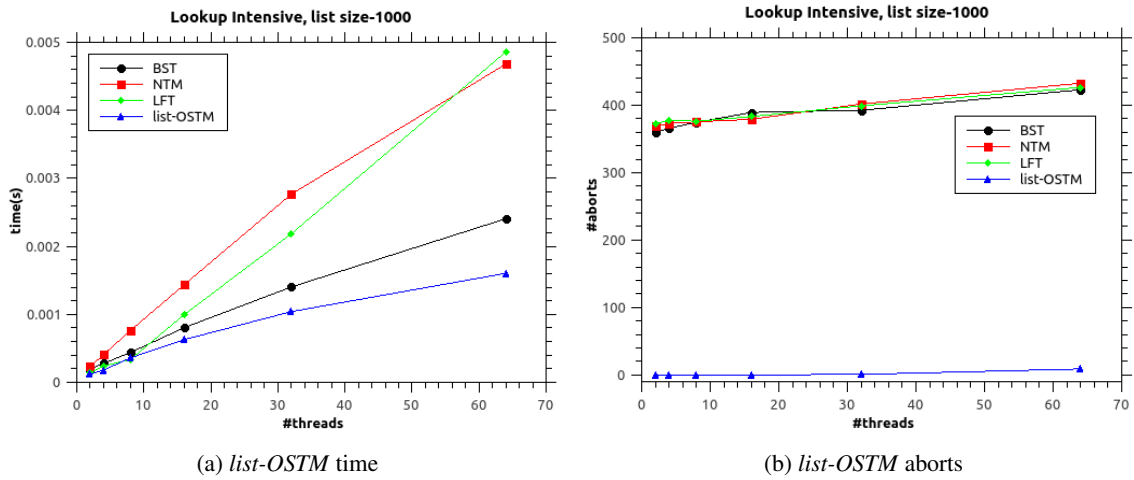 Lookup Intensive, list size-1000
time(s)
0.005
0.004
0.003
0.002
0.001
0
BST
NTM
LFT
list-OSTM
0 10 20 30 40 50 60 70
#threads
(a) list-OSTM time
Lookup Intensive, list size-1000
#aborts
500
400
300
200
100
0
BST
NTM
LFT
list-OSTM
0 10 20 30 40 50 60 70
#threads
(b) list-OSTM aborts